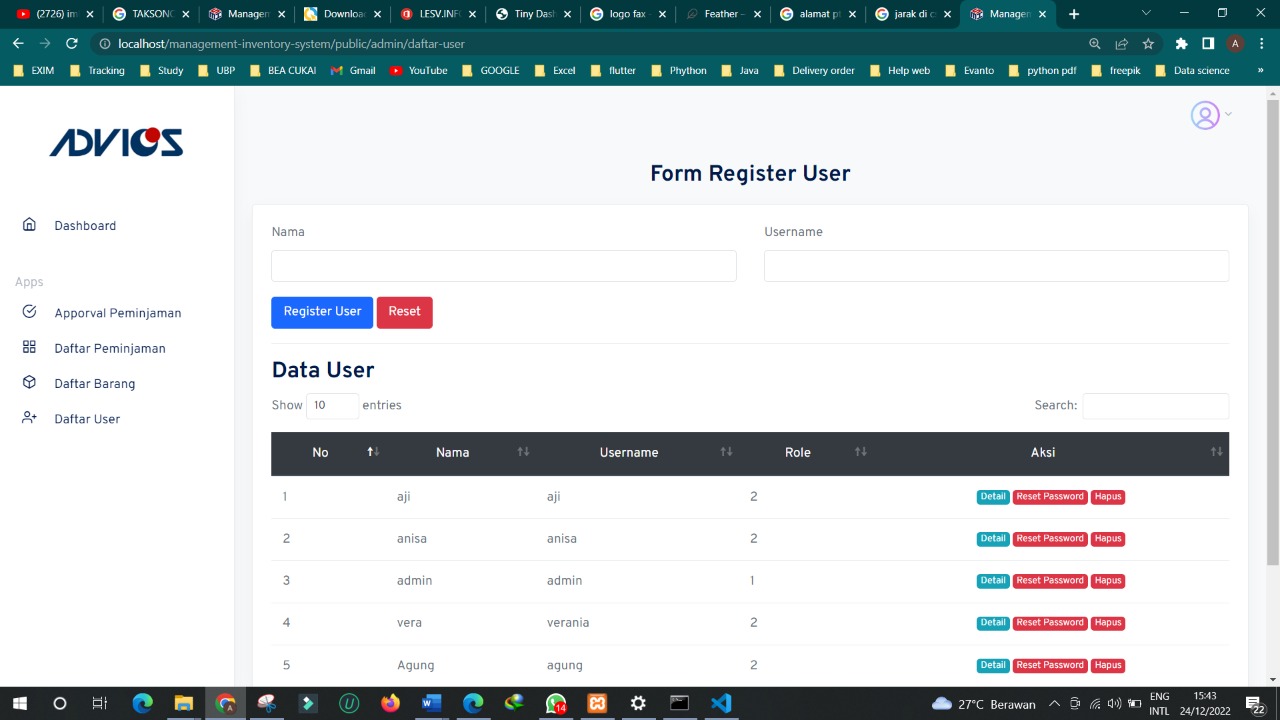 (2726) im
TAKSONO
Managem
Downloac
LESV.INFO
Tiny Dash
logo fax -
Feather –
alamat pt
jarak di c
Managem
localhost/management-inventory-system/public/admin/daftar-user
A
EXIM
Tracking
Study
UBP
BEA CUKAI
Gmail
YouTube
GOOGLE
Excel
flutter
Phython
Java
Delivery order
Help web
Evanto
python pdf
freepik
Data science
»
ADVICS
Dashboard
Apps
Apporval Peminjaman
Daftar Peminjaman
Daftar Barang
Daftar User
Form Register User
Nama Username
Register User Reset
Data User
Show 10 entries Search:
No Nama Username Role Aksi
1 aji aji 2 Detail Reset Password Hapus
2 anisa anisa 2 Detail Reset Password Hapus
3 admin admin 1 Detail Reset Password Hapus
4 vera verania 2 Detail Reset Password Hapus
5 Agung agung 2 Detail Reset Password Hapus
14
27°C Berawan
ENG
INTL
15:43
24/12/2022
22